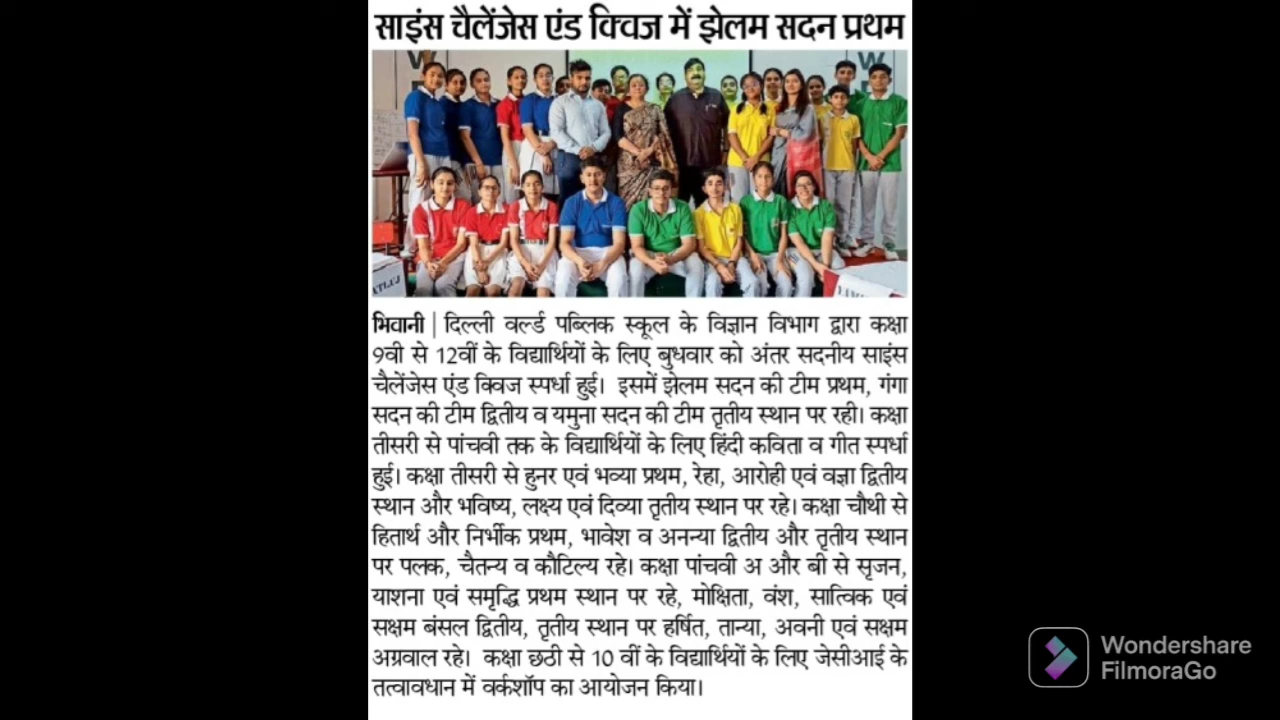 साइंस चैलेंजेस एंड क्विज में झेलम सदन प्रथम
W
W
भिवानी | दिल्ली वर्ल्ड पब्लिक स्कूल के विज्ञान विभाग द्वारा कक्षा
9वी से 12वीं के विद्यार्थियों के लिए बुधवार को अंतर सदनीय साइंस
चैलेंजेस एंड क्विज स्पर्धा हुई। इसमें झेलम सदन की टीम प्रथम, गंगा
सदन की टीम द्वितीय व यमुना सदन की टीम तृतीय स्थान पर रही। कक्षा
तीसरी से पांचवी तक के विद्यार्थियों के लिए हिंदी कविता व गीत स्पर्धा
हुई। कक्षा तीसरी से हुनर एवं भव्या प्रथम, रेहा, आरोही एवं वज्ञा द्वितीय
स्थान और भविष्य, लक्ष्य एवं दिव्या तृतीय स्थान पर रहे। कक्षा चौथी से
हितार्थ और निर्भीक प्रथम, भावेश व अनन्या द्वितीय और तृतीय स्थान
पर पलक, चैतन्य व कौटिल्य रहे। कक्षा पांचवी अ और बी से सृजन,
याशना एवं समृद्धि प्रथम स्थान पर रहे, मोक्षिता, वंश, सात्विक एवं
सक्षम बंसल द्वितीय, तृतीय स्थान पर हर्षित, तान्या, अवनी एवं सक्षम
अग्रवाल रहे। कक्षा छठी से 10 वीं के विद्यार्थियों के लिए जेसीआई के
तत्वावधान में वर्कशॉप का आयोजन किया।
Wondershare
FilmoraGo